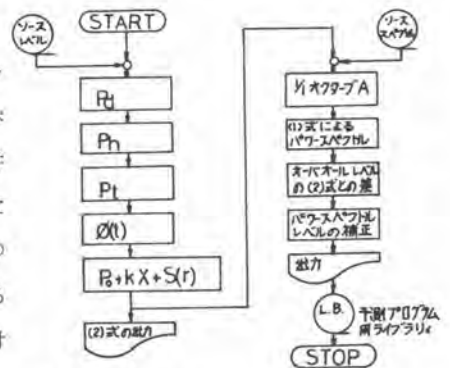 ソース
レベル
START
Pd
Ph
Pt
Ø(t)
P₀+kX+S(r)
(2)式の出力
ソース
スペクトル
1/1オクターブA
(1)式による
パワースペクトル
オーバオールレベル
の(2)式との差
パワースペクトル
レベルの補正
出力
L.B.
予測プログラム
用ライブラリィ
STOP